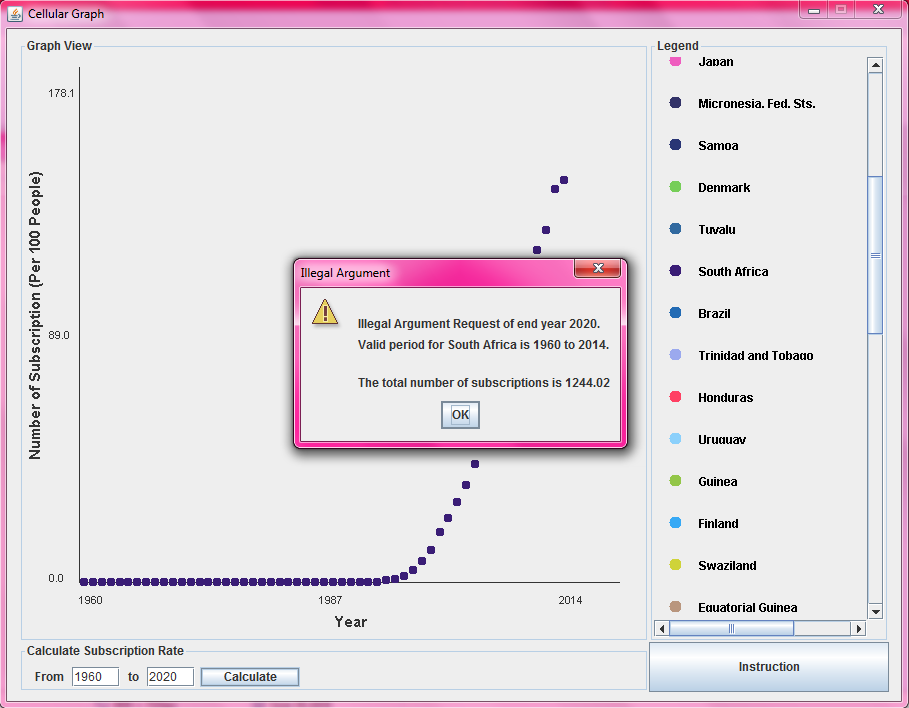 Cellular Graph
Graph View
178.1
89.0
0.0
Number of Subscription (Per 100 People)
1960
1987
2014
Year
Illegal Argument
Illegal Argument Request of end year 2020.
Valid period for South Africa is 1960 to 2014.
The total number of subscriptions is 1244.02
OK
Legend
Japan
Micronesia, Fed. Sts.
Samoa
Denmark
Tuvalu
South Africa
Brazil
Trinidad and Tobago
Honduras
Uruguay
Guinea
Finland
Swaziland
Equatorial Guinea
Calculate Subscription Rate
From 1960 to 2020 Calculate
Instruction